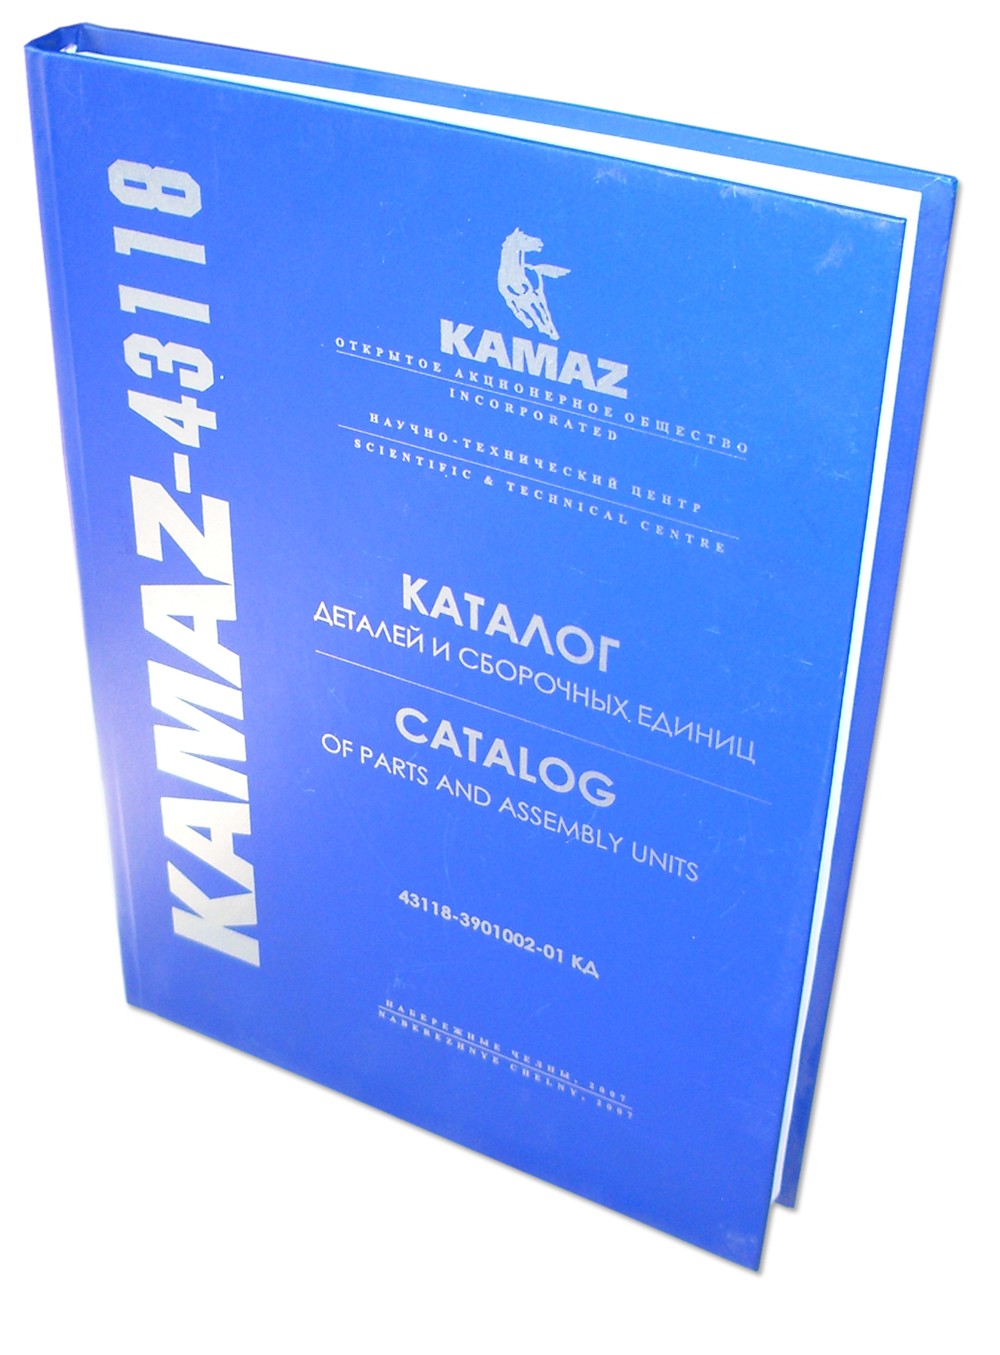 KAMAZ-43118
KAMAZ
ОТКРЫТОЕ АКЦИОНЕРНОЕ ОБЩЕСТВО
INCORPORATED
НАУЧНО-ТЕХНИЧЕСКИЙ ЦЕНТР
SCIENTIFIC & TECHNICAL CENTRE
КАТАЛОГ
ДЕТАЛЕЙ И СБОРОЧНЫХ ЕДИНИЦ
CATALOG
OF PARTS AND ASSEMBLY UNITS
43118-3901002-01 КД
НАБЕРЕЖНЫЕ ЧЕЛНЫ, 2007
NABEREZHNYE CHELNY, 2007